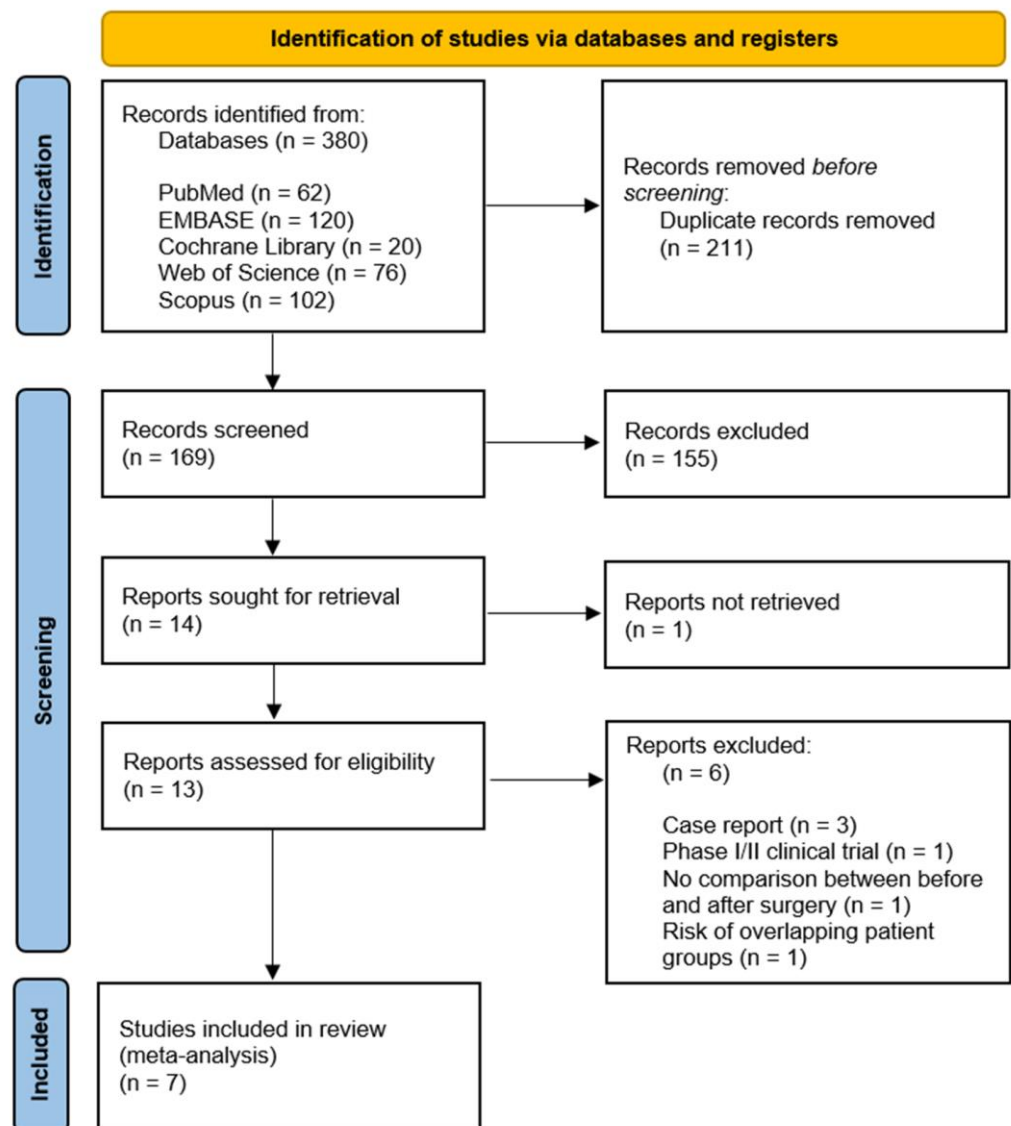 Identification of studies via databases and registers
Identification
Records identified from:
Databases (n = 380)
PubMed (n = 62)
EMBASE (n = 120)
Cochrane Library (n = 20)
Web of Science (n = 76)
Scopus (n = 102)
Records removed before
screening:
Duplicate records removed
(n = 211)
Screening
Records screened
(n = 169)
Records excluded
(n = 155)
Reports sought for retrieval
(n = 14)
Reports not retrieved
(n = 1)
Reports assessed for eligibility
(n = 13)
Reports excluded:
(n = 6)
Case report (n = 3)
Phase I/II clinical trial (n = 1)
No comparison between before
and after surgery (n = 1)
Risk of overlapping patient
groups (n = 1)
Included
Studies included in review
(meta-analysis)
(n = 7)